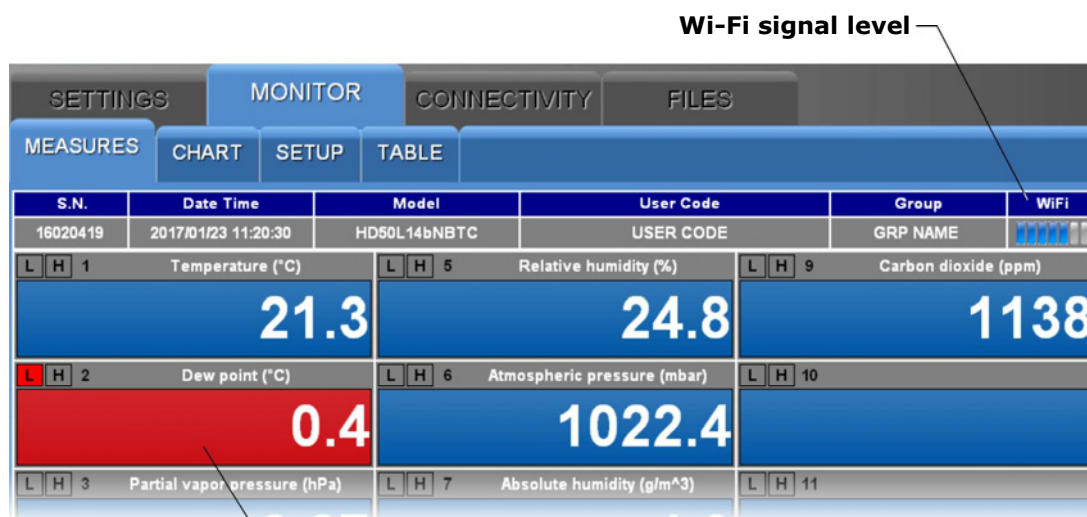 Wi-Fi signal level
SETTINGS MONITOR CONNECTIVITY FILES
MEASURES CHART SETUP TABLE
S.N. Date Time Model User Code Group WiFi
16020419 2017/01/23 11:20:30 HD50L14bNBTC USER CODE GRP NAME
L H 1 Temperature (°C) L H 5 Relative humidity (%) L H 9 Carbon dioxide (ppm)
21.3 24.8 1138
L H 2 Dew point (°C) L H 6 Atmospheric pressure (mbar) L H 10
0.4 1022.4
L H 3 Partial vapor pressure (hPa) L H 7 Absolute humidity (g/m^3) L H 11